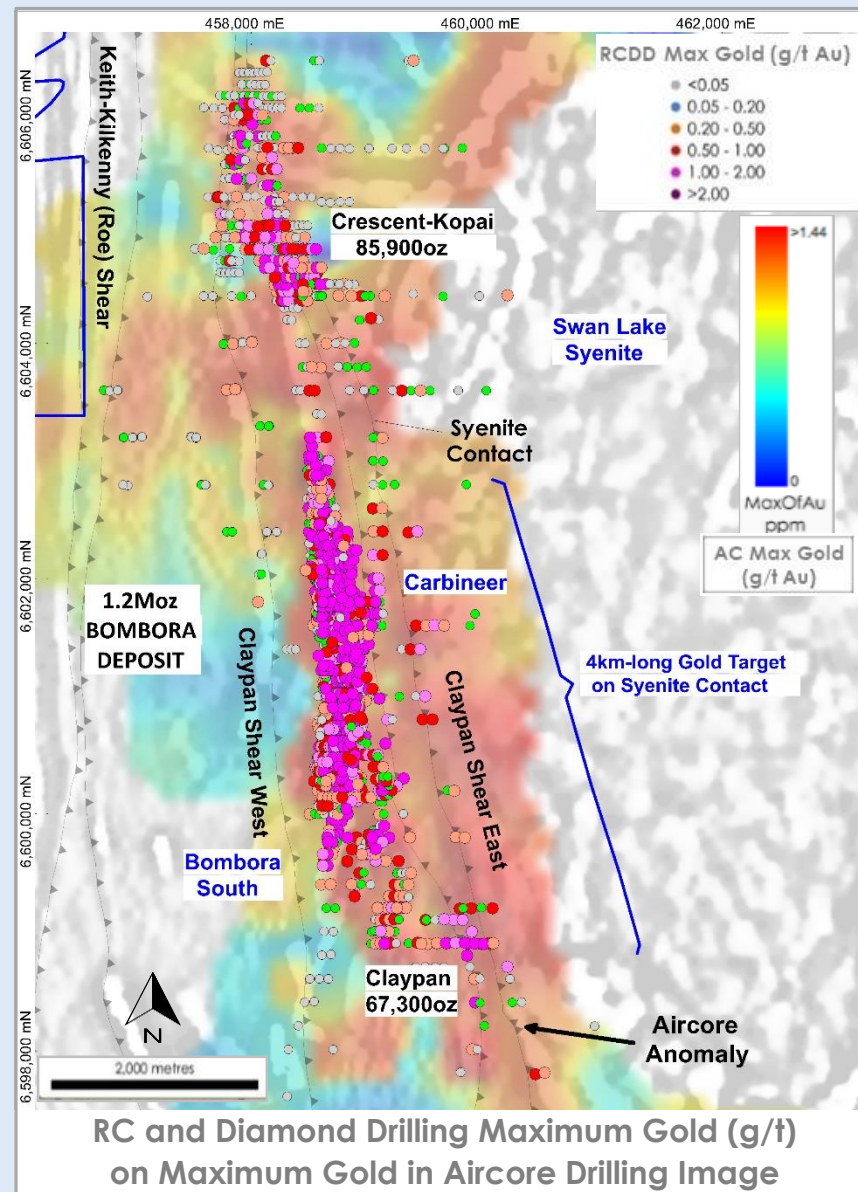 458,000 mE
460,000 mE
462,000 mE
RCDD Max Gold (g/t Au)
<0.05
0.05 - 0.20
0.20 - 0.50
0.50 - 1.00
1.00 - 2.00
>2.00
6,606,000 mN
Keith-Kilkenny (Roe) Shear
Crescent-Kopai
85,900oz
>1.44
0
MaxOfAu
ppm
AC Max Gold
(g/t Au)
6,604,000 mN
Swan Lake
Syenite
Syenite
Contact
6,602,000 mN
Carbineer
1.2Moz
BOMBORA
DEPOSIT
Claypan Shear West
Claypan Shear East
4km-long Gold Target
on Syenite Contact
6,600,000 mN
Bombora
South
Claypan
67,300oz
N
Aircore
Anomaly
6,598,000 mN
2,000 metres
RC and Diamond Drilling Maximum Gold (g/t)
on Maximum Gold in Aircore Drilling Image